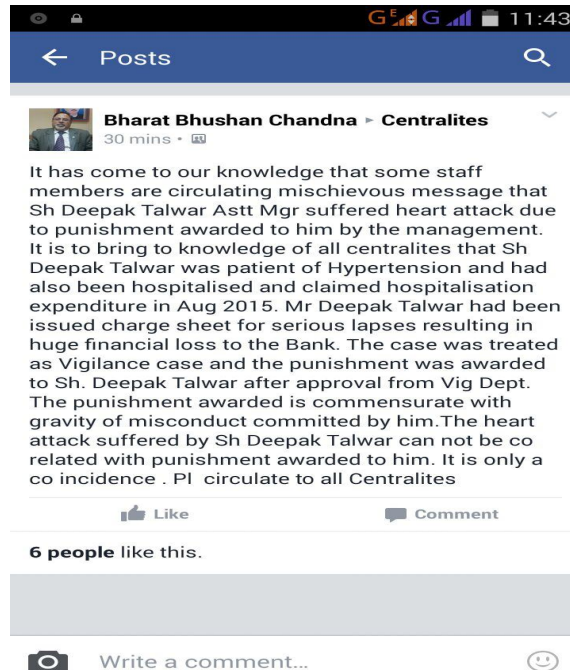 G E G 11:43
Posts
Bharat Bhushan Chandna ▸ Centralites
30 mins •
It has come to our knowledge that some staff
members are circulating mischievous message that
Sh Deepak Talwar Astt Mgr suffered heart attack due
to punishment awarded to him by the management.
It is to bring to knowledge of all centralites that Sh
Deepak Talwar was patient of Hypertension and had
also been hospitalised and claimed hospitalisation
expenditure in Aug 2015. Mr Deepak Talwar had been
issued charge sheet for serious lapses resulting in
huge financial loss to the Bank. The case was treated
as Vigilance case and the punishment was awarded
to Sh. Deepak Talwar after approval from Vig Dept.
The punishment awarded is commensurate with
gravity of misconduct committed by him.The heart
attack suffered by Sh Deepak Talwar can not be co
related with punishment awarded to him. It is only a
co incidence . Pl  circulate to all Centralites
Like Comment
6 people like this.
Write a comment...